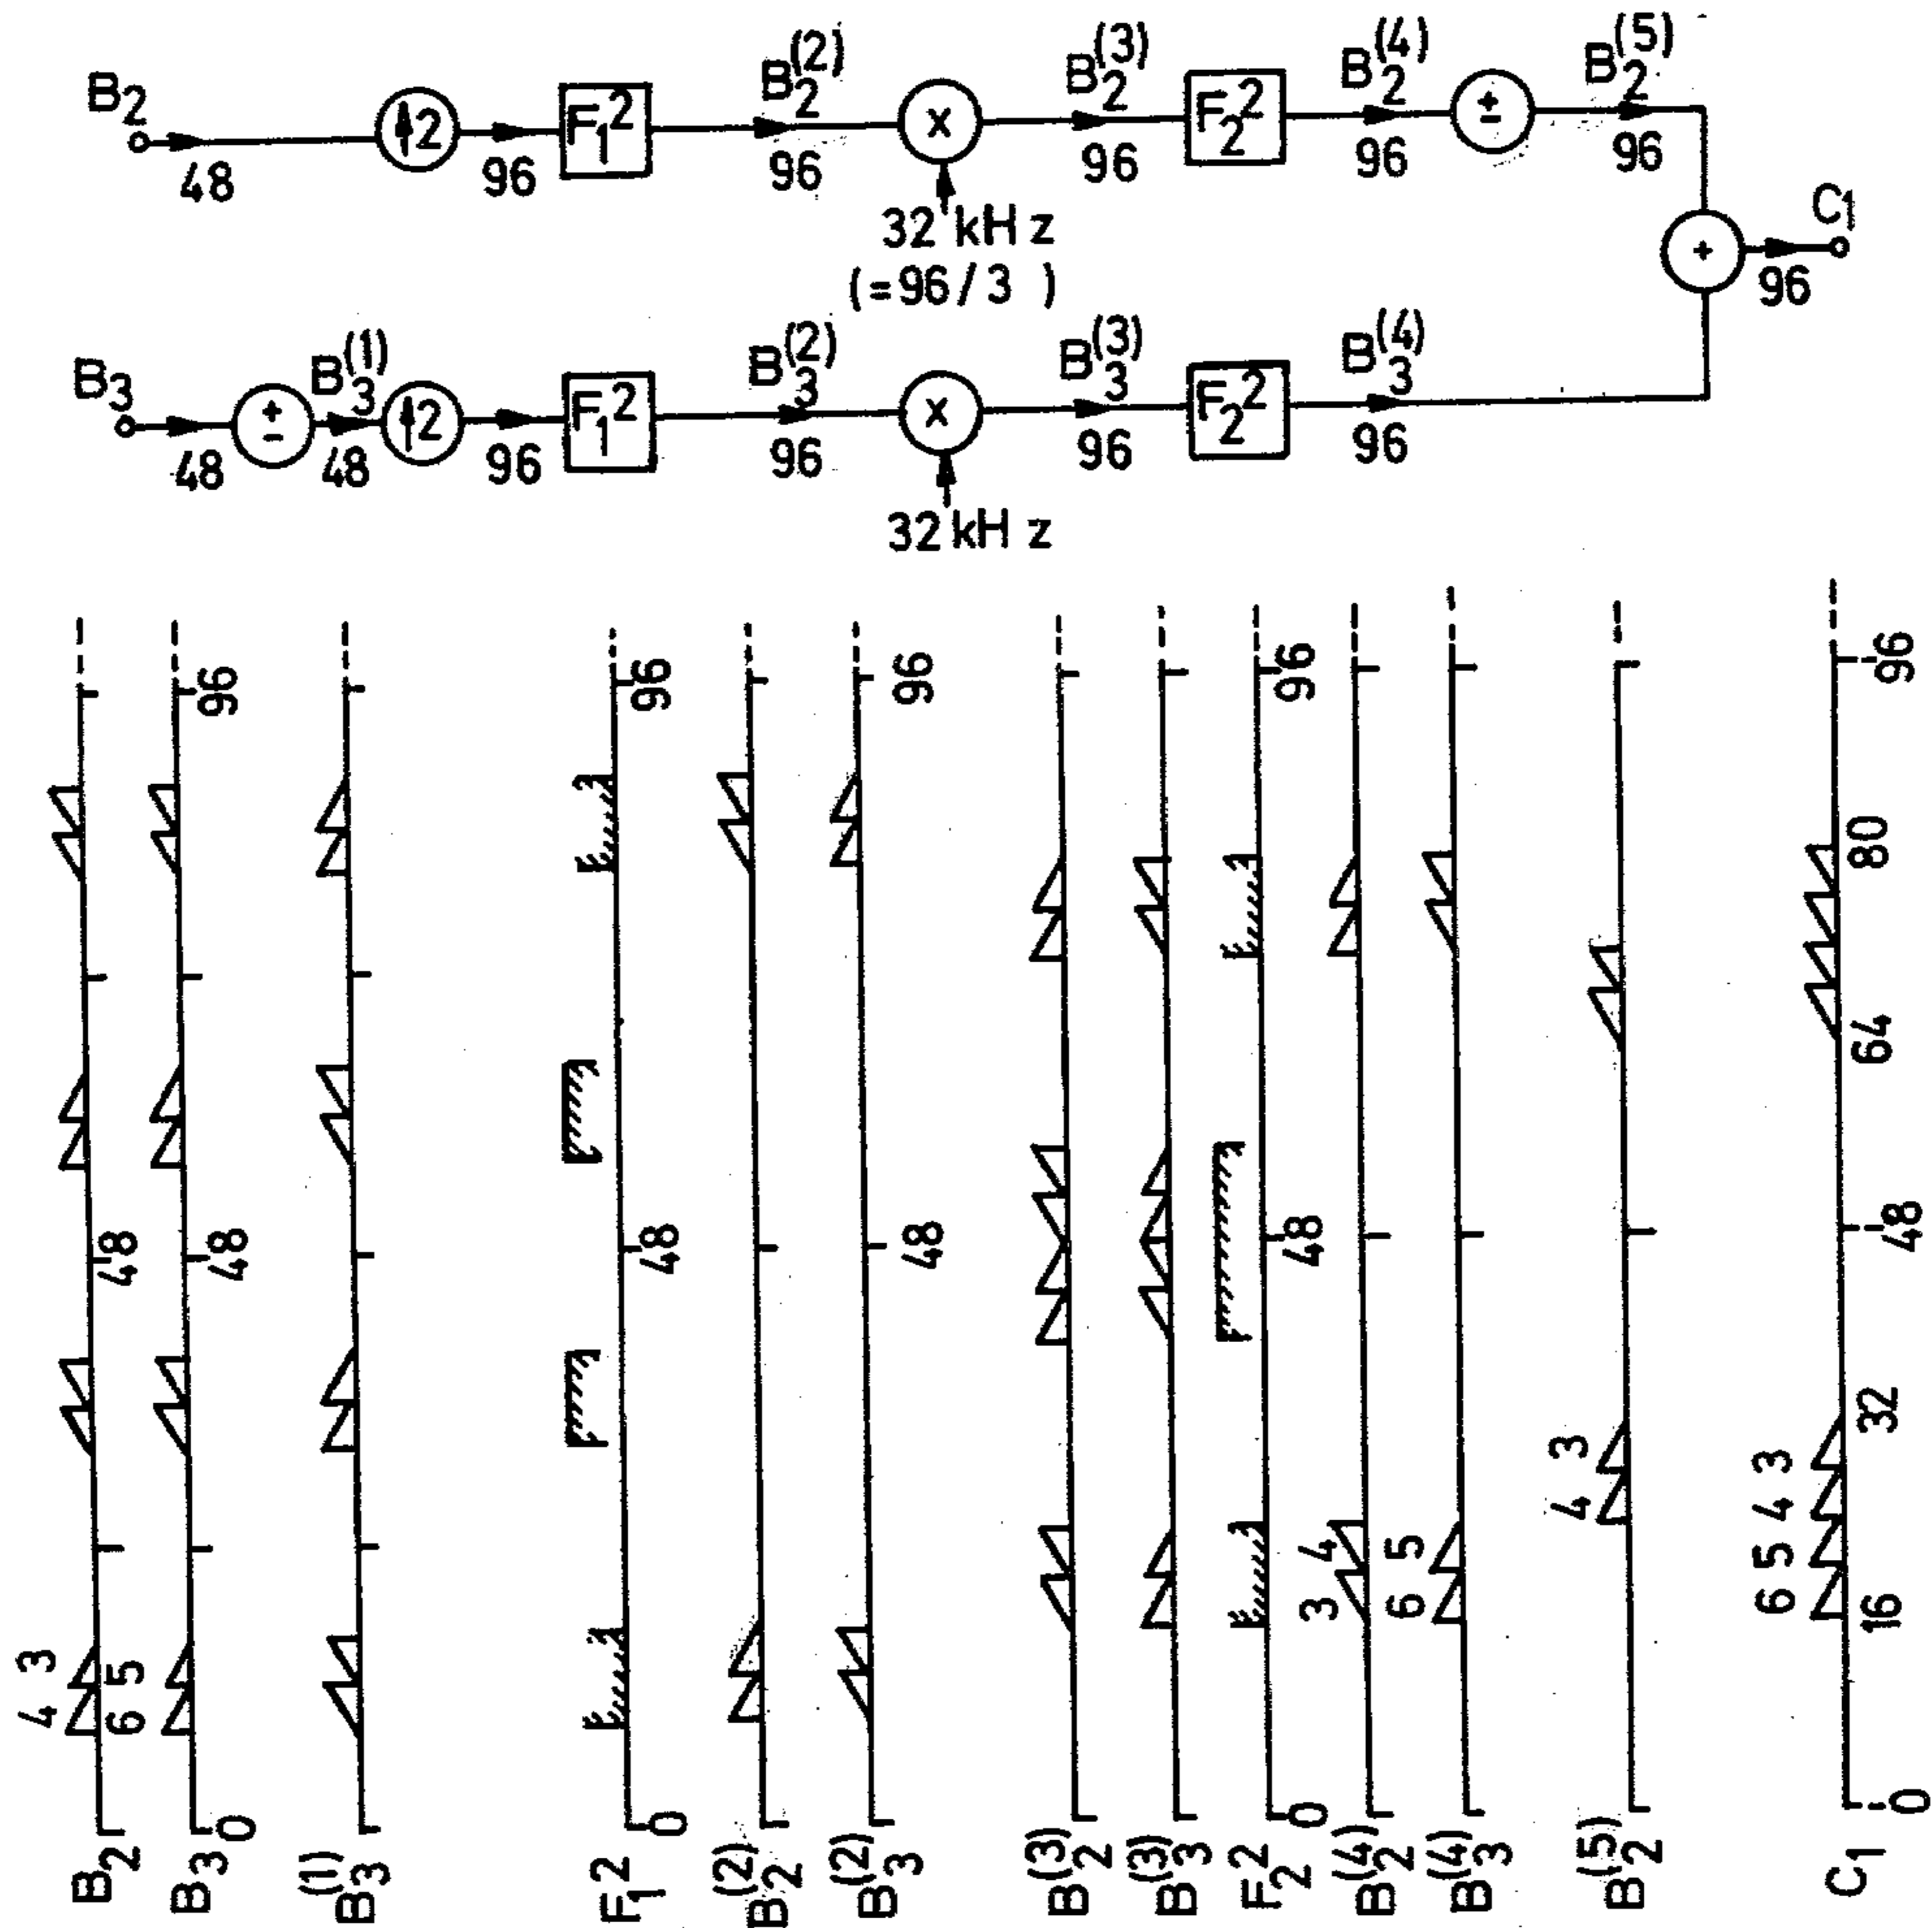 B2 48 ↑2 96 F1^2 B2^(2) 96 x B2^(3) 96 F2^2 B2^(4) 96 ± B2^(5) 96
32 kHz
(=96/3 )
+ C1 96
B3 48 ± B3^(1) 48 ↑2 96 F1^2 B3^(2) 96 x B3^(3) 96 F2^2 B3^(4) 96
32 kHz
B2 4 3 48
B3 0 6 5 48 96
B3^(1)
F1^2 0 48 96
B2^(2)
B3^(2) 48 96
B2^(3)
B3^(3)
F2^2 0 48 96
B2^(4) 3 4
B3^(4) 6 5
B2^(5) 4 3
C1 6 5 4 3
0 16 32 48 64 80 96